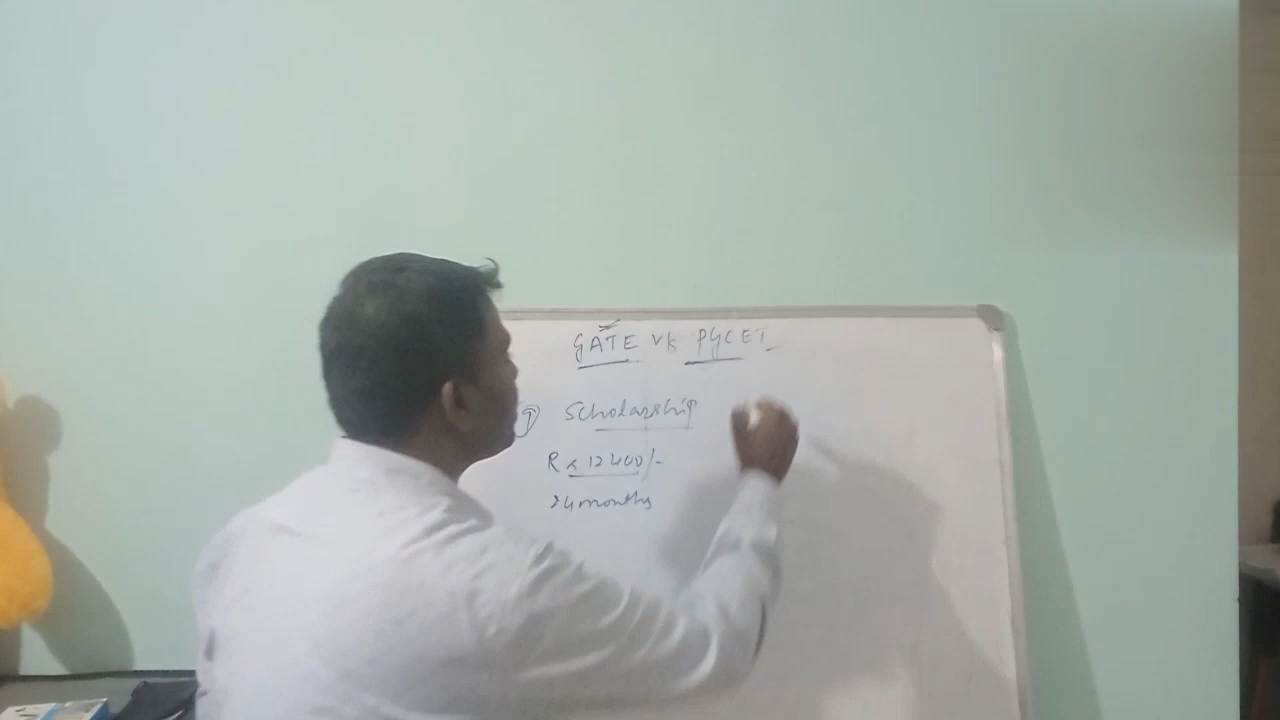 GATE Vs PGCET
① Scholarship
Rs 12400/-
24 months